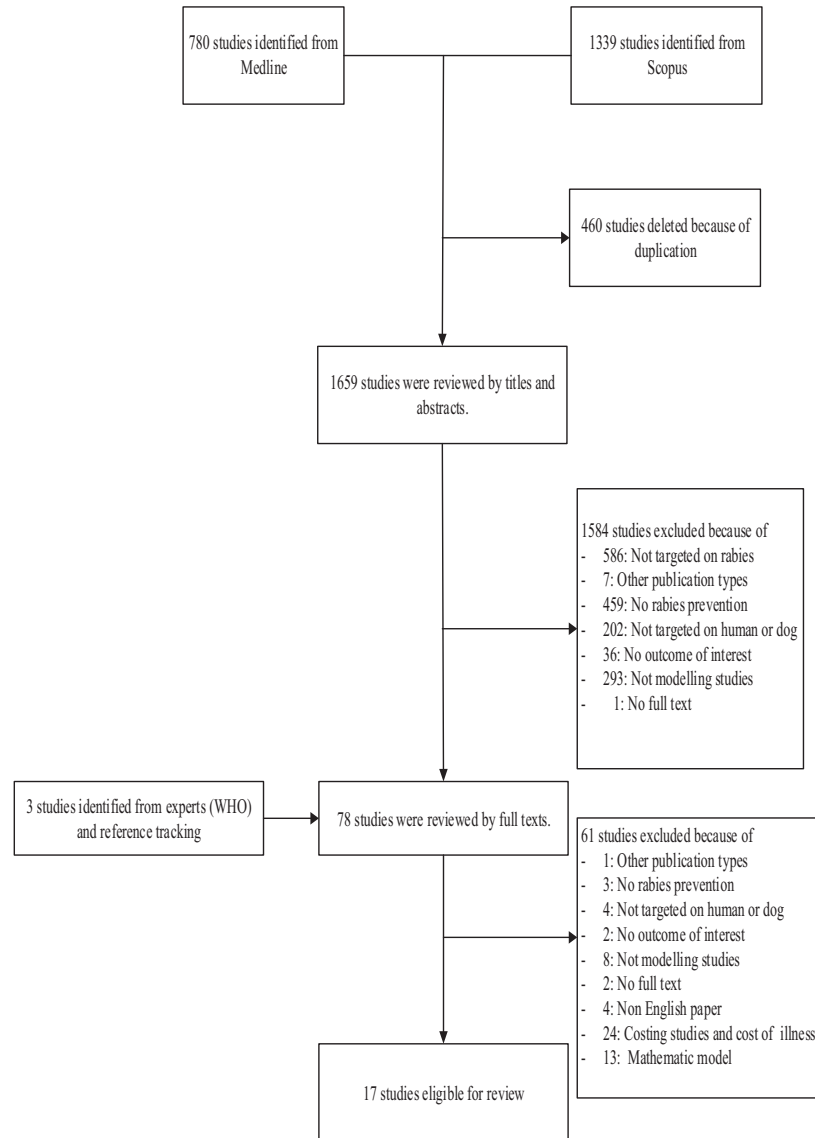 780 studies identified from
Medline
1339 studies identified from
Scopus
460 studies deleted because of
duplication
1659 studies were reviewed by titles and
abstracts.
1584 studies excluded because of
- 586: Not targeted on rabies
- 7: Other publication types
- 459: No rabies prevention
- 202: Not targeted on human or dog
- 36: No outcome of interest
- 293: Not modelling studies
- 1: No full text
3 studies identified from experts (WHO)
and reference tracking
78 studies were reviewed by full texts.
61 studies excluded because of
- 1: Other publication types
- 3: No rabies prevention
- 4: Not targeted on human or dog
- 2: No outcome of interest
- 8: Not modelling studies
- 2: No full text
- 4: Non English paper
- 24: Costing studies and cost of illness
- 13: Mathematic model
17 studies eligible for review